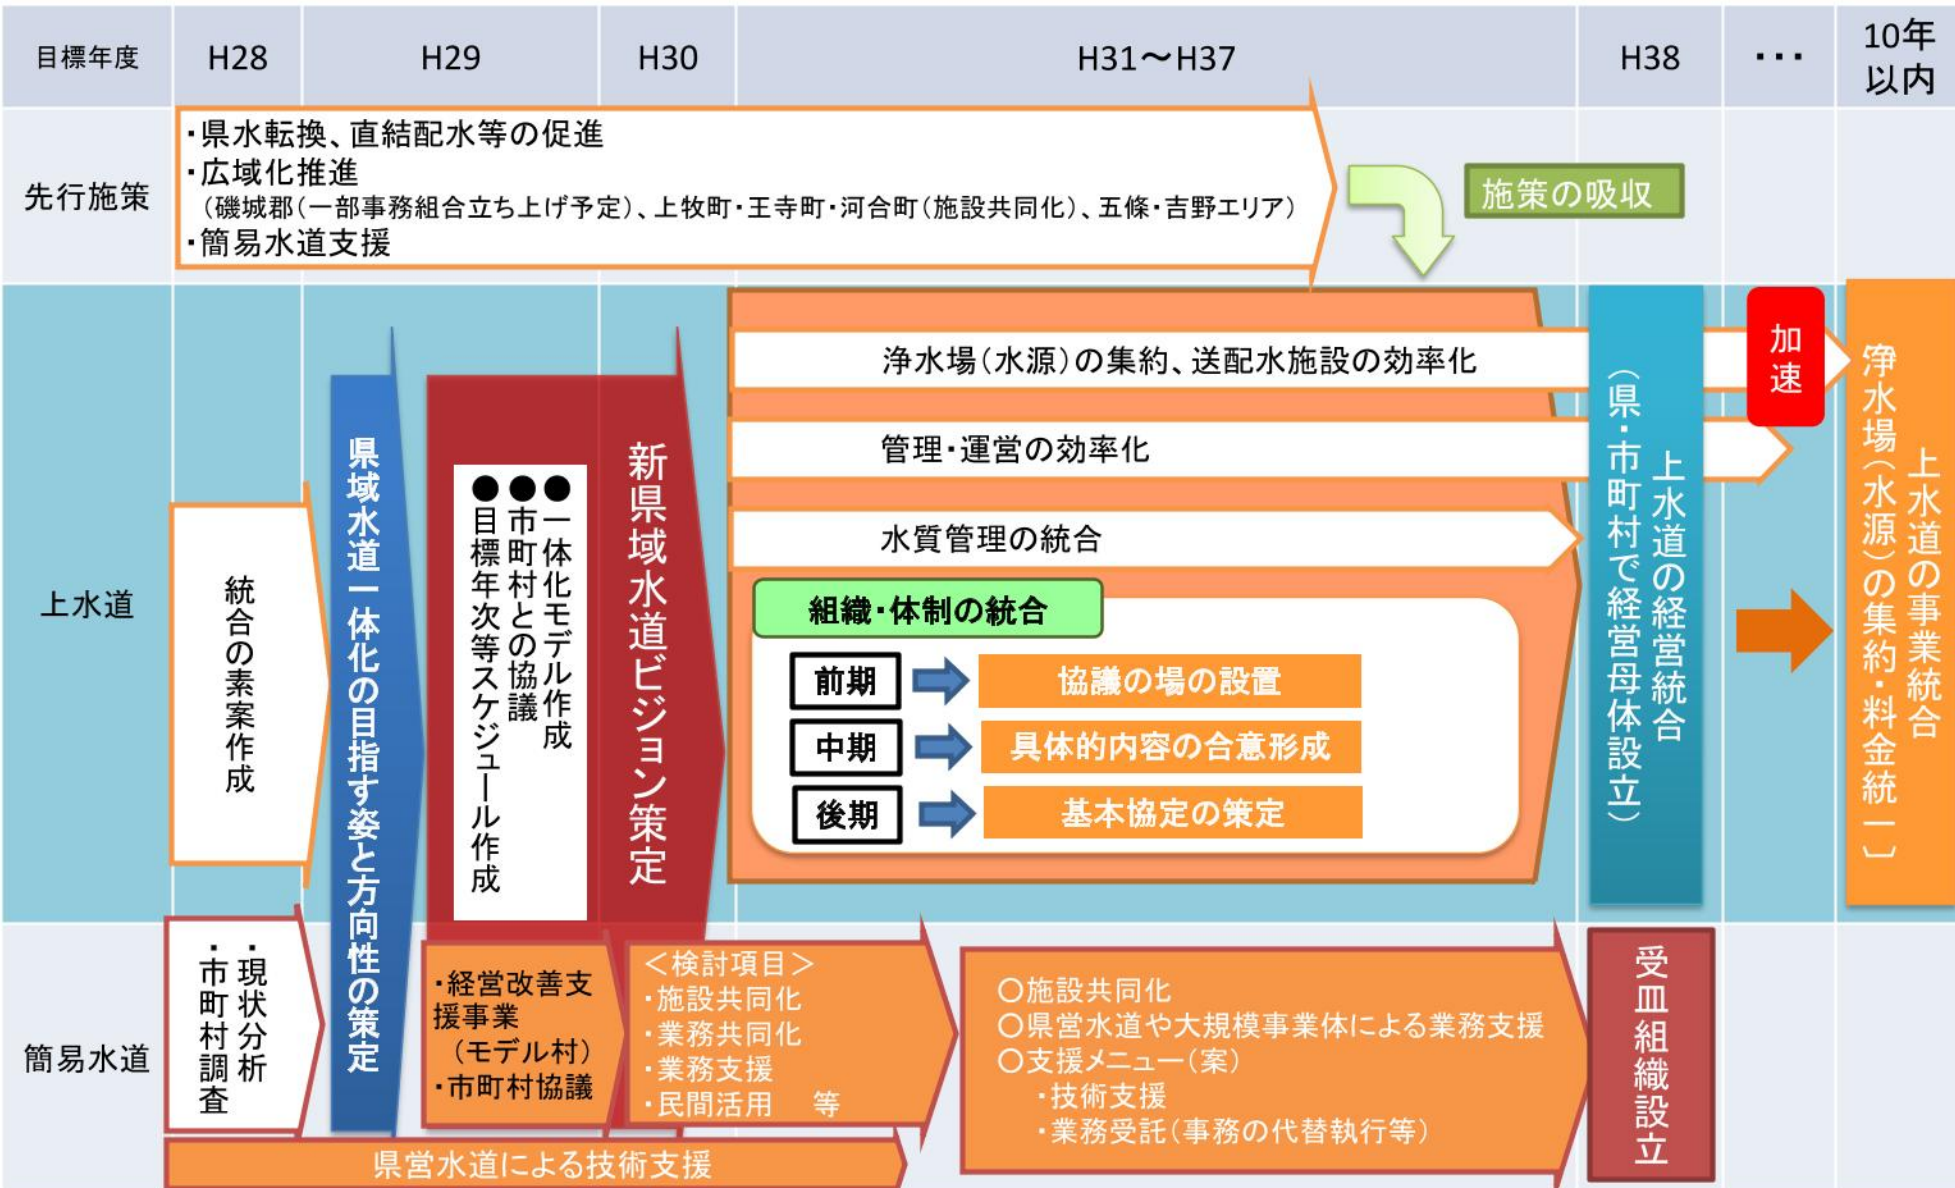 目標年度
H28
H29
H30
H31～H37
H38
･･･
10年
以内
先行施策
・県水転換、直結配水等の促進
・広域化推進
（磯城郡（一部事務組合立ち上げ予定）、上牧町・王寺町・河合町（施設共同化）、五條・吉野エリア）
・簡易水道支援
施策の吸収
上水道
統合の素案作成
県域水道一体化の目指す姿と方向性の策定
●一体化モデル作成
●市町村との協議
●目標年次等スケジュール作成
新県域水道ビジョン策定
浄水場（水源）の集約、送配水施設の効率化
管理・運営の効率化
水質管理の統合
組織・体制の統合
前期
協議の場の設置
中期
具体的内容の合意形成
後期
基本協定の策定
上水道の経営統合
（県・市町村で経営母体設立）
加速
上水道の事業統合
〔浄水場（水源）の集約・料金統一〕
簡易水道
・現状分析
・市町村調査
・経営改善支
援事業
（モデル村）
・市町村協議
＜検討項目＞
・施設共同化
・業務共同化
・業務支援
・民間活用　等
○施設共同化
○県営水道や大規模事業体による業務支援
○支援メニュー（案）
・技術支援
・業務受託（事務の代替執行等）
受皿組織設立
県営水道による技術支援